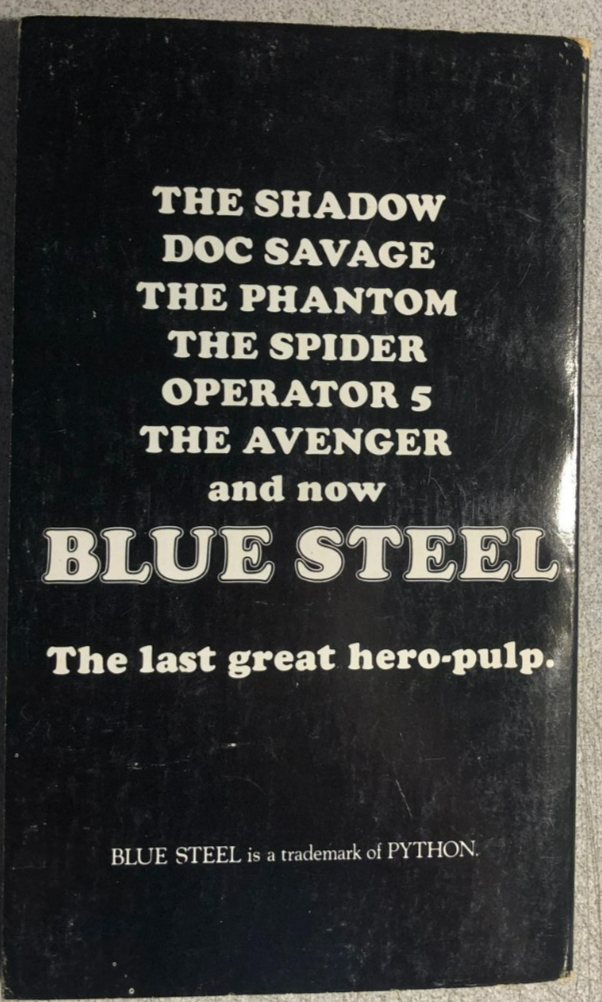 THE SHADOW
DOC SAVAGE
THE PHANTOM
THE SPIDER
OPERATOR 5
THE AVENGER
and now
BLUE STEEL
The last great hero-pulp.
BLUE STEEL is a trademark of PYTHON.